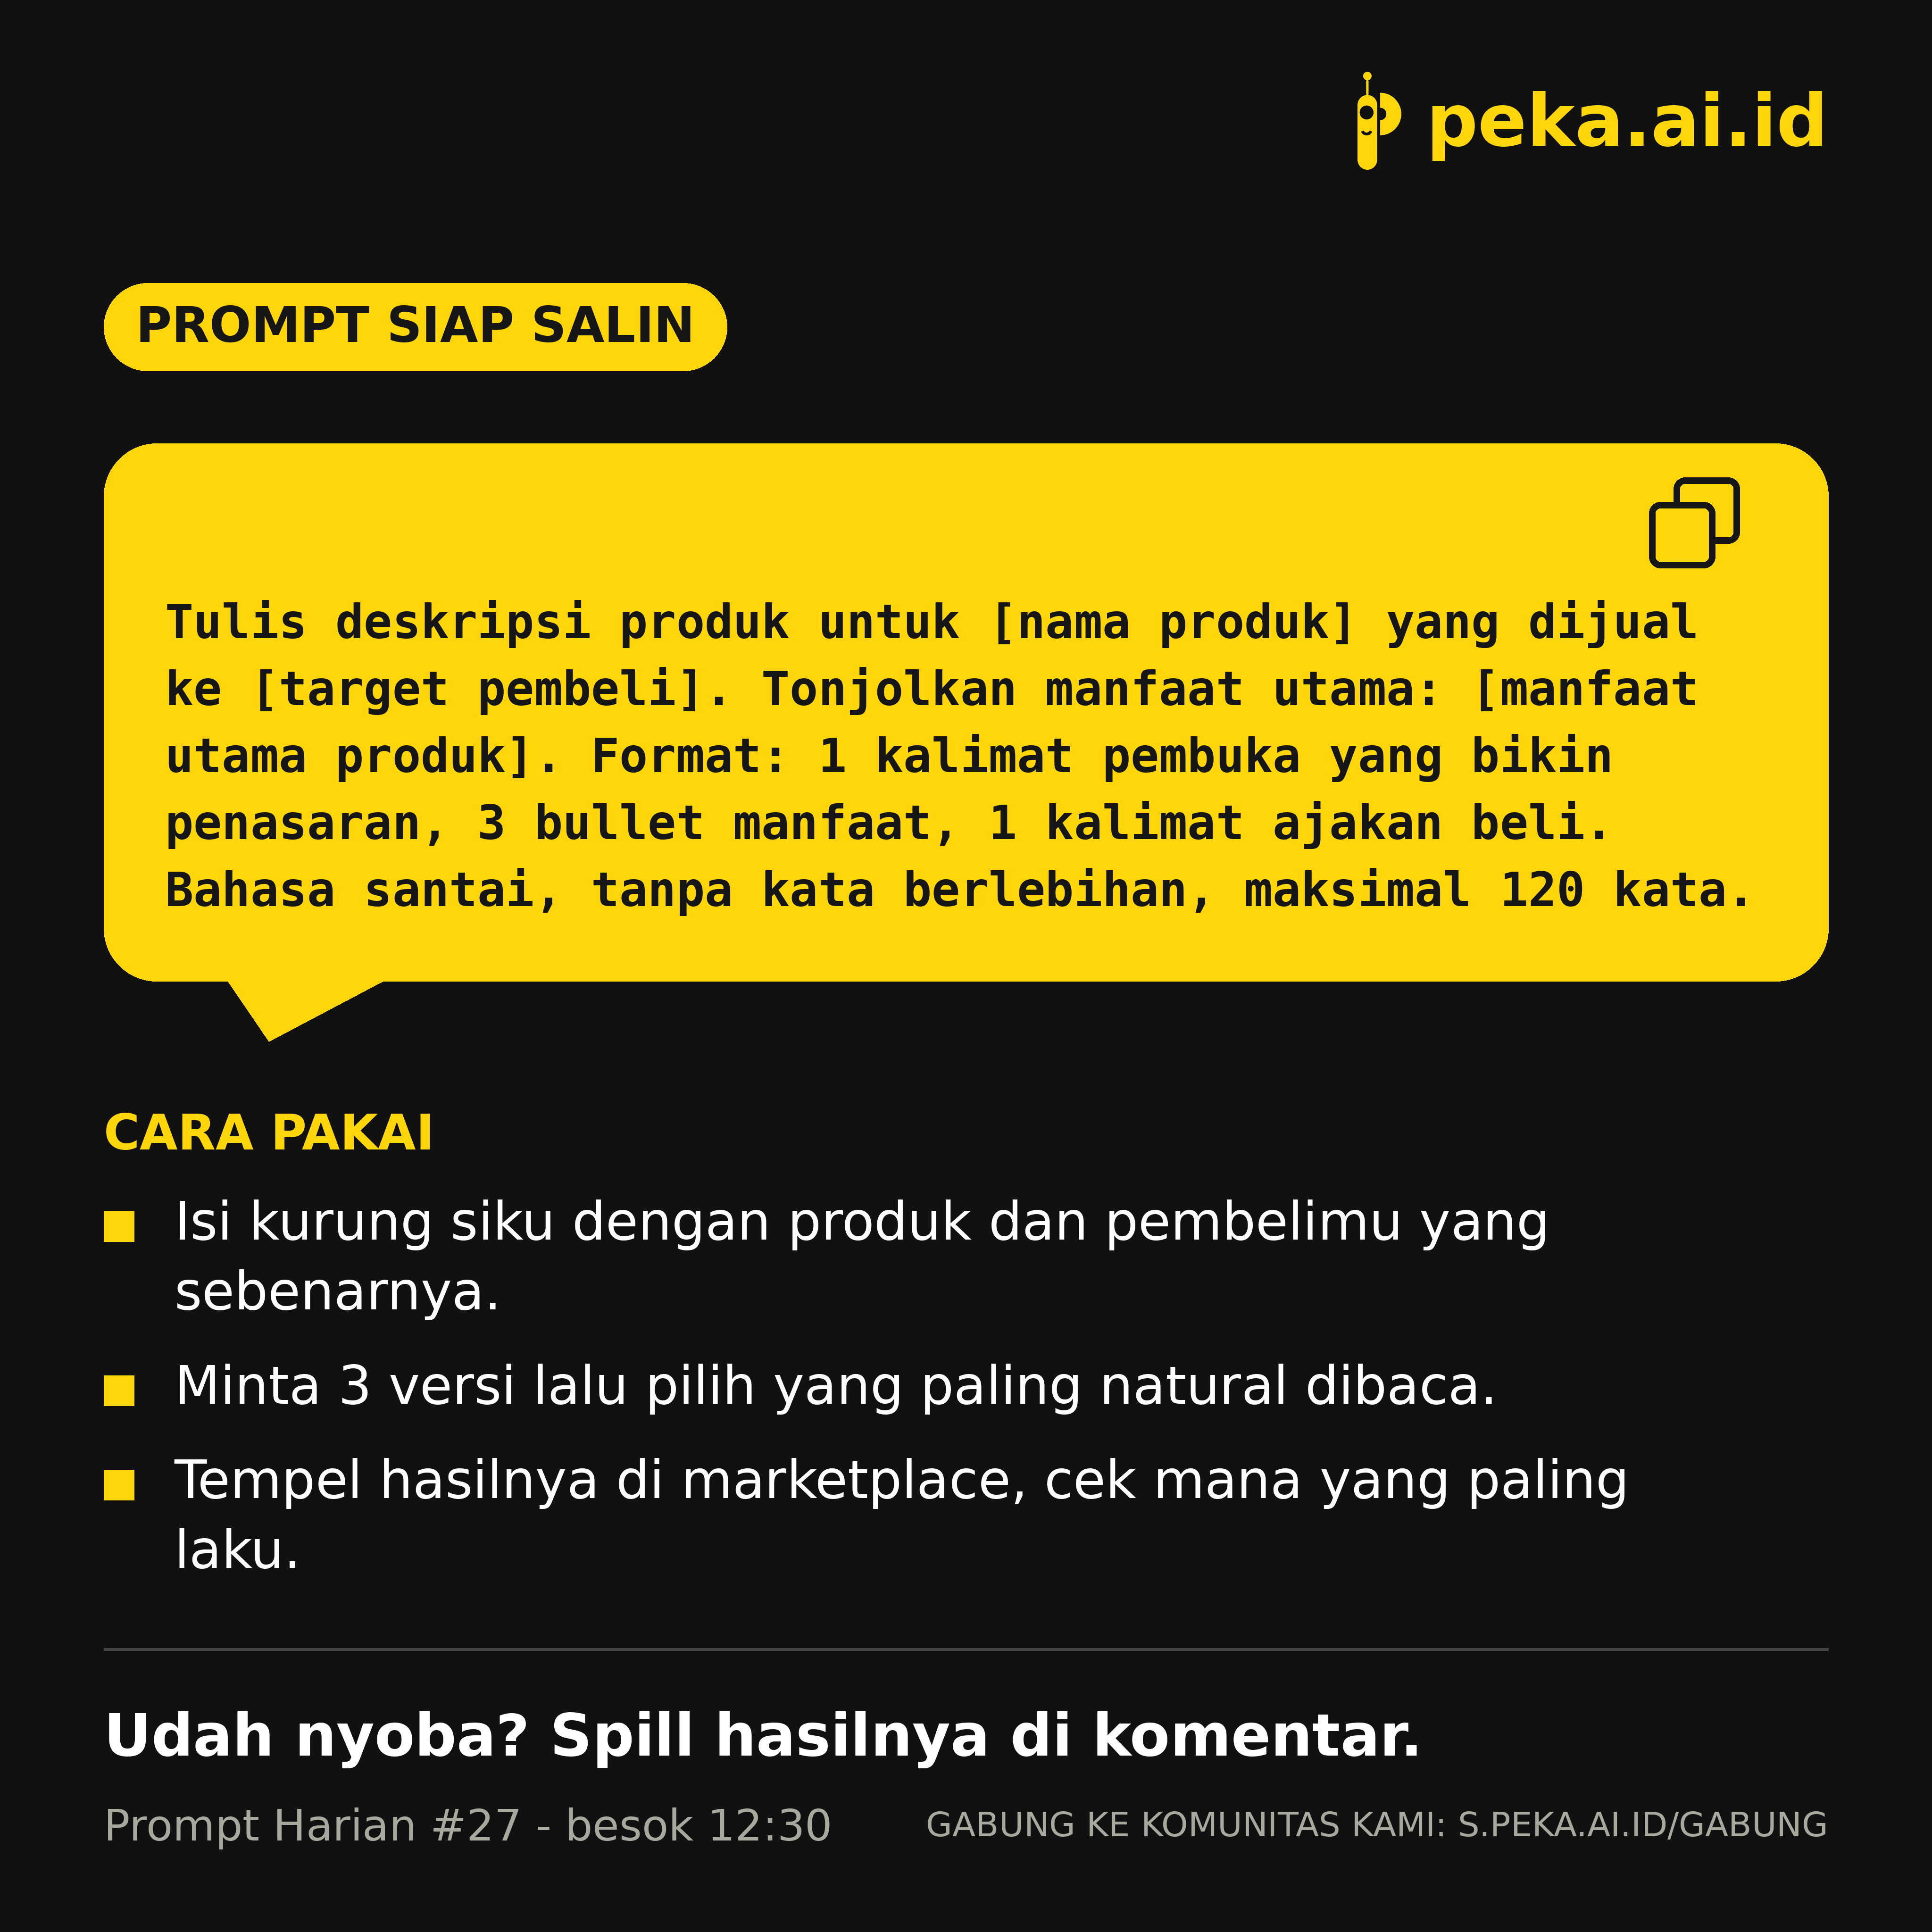 peka.ai.id
PROMPT SIAP SALIN
Tulis deskripsi produk untuk [nama produk] yang dijual
ke [target pembeli]. Tonjolkan manfaat utama: [manfaat
utama produk]. Format: 1 kalimat pembuka yang bikin
penasaran, 3 bullet manfaat, 1 kalimat ajakan beli.
Bahasa santai, tanpa kata berlebihan, maksimal 120 kata.
CARA PAKAI
Isi kurung siku dengan produk dan pembelimu yang
sebenarnya.
Minta 3 versi lalu pilih yang paling natural dibaca.
Tempel hasilnya di marketplace, cek mana yang paling
laku.
Udah nyoba? Spill hasilnya di komentar.
Prompt Harian #27 - besok 12:30
GABUNG KE KOMUNITAS KAMI: S.PEKA.AI.ID/GABUNG